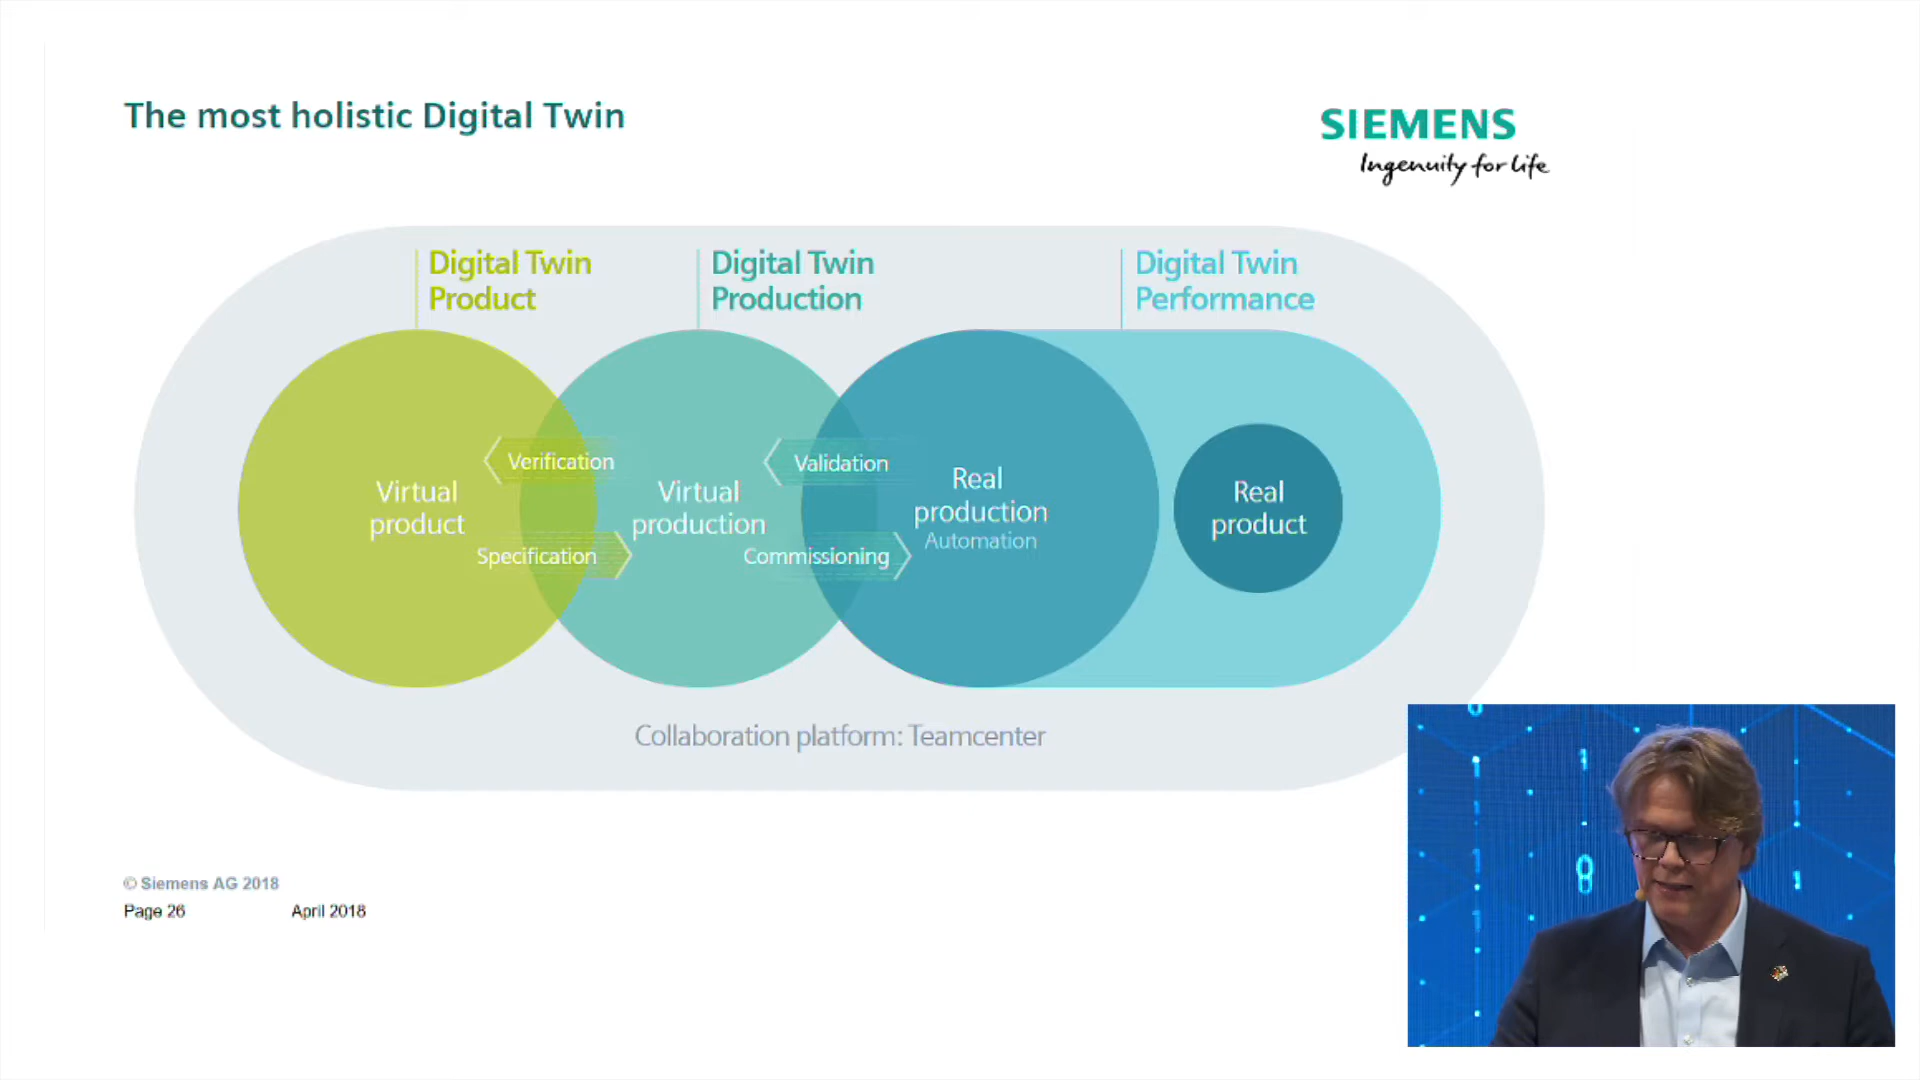 The most holistic Digital Twin
SIEMENS
Ingenuity for life
Digital Twin
Product
Digital Twin
Production
Digital Twin
Performance
Verification
Validation
Virtual
product
Virtual
production
Real
production
Automation
Real
product
Specification
Commissioning
Collaboration platform: Teamcenter
© Siemens AG 2018
Page 26
April 2018